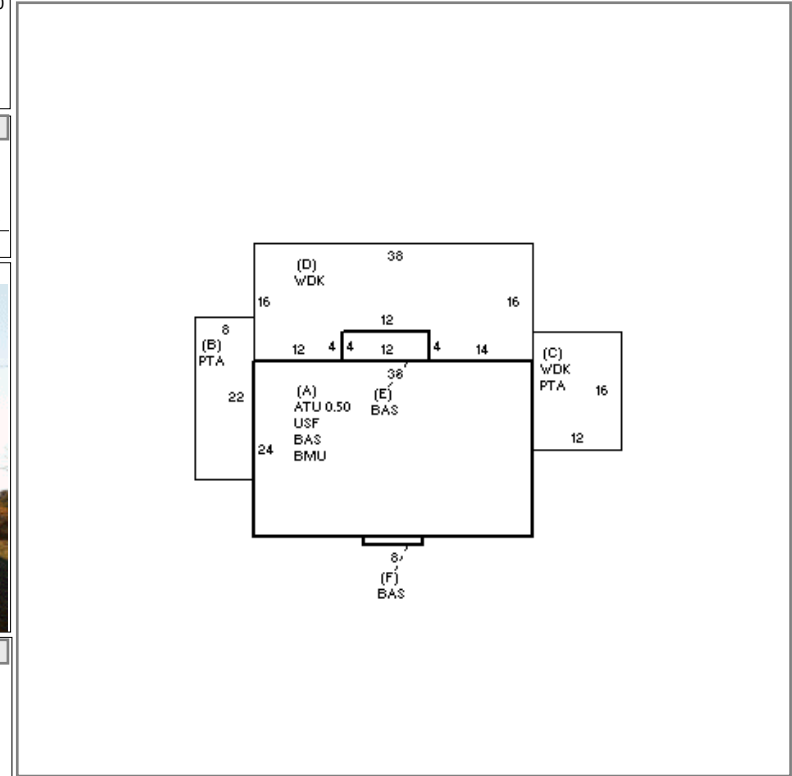 38
(D)
WDK
16 16
12
8
12 4 4 12 4 14
(B)
PTA
(C)
WDK
PTA
16
38
22
(A)
ATU 0.50
USF
BAS
BMU
(E)
BAS
12
24
8
(F)
BAS